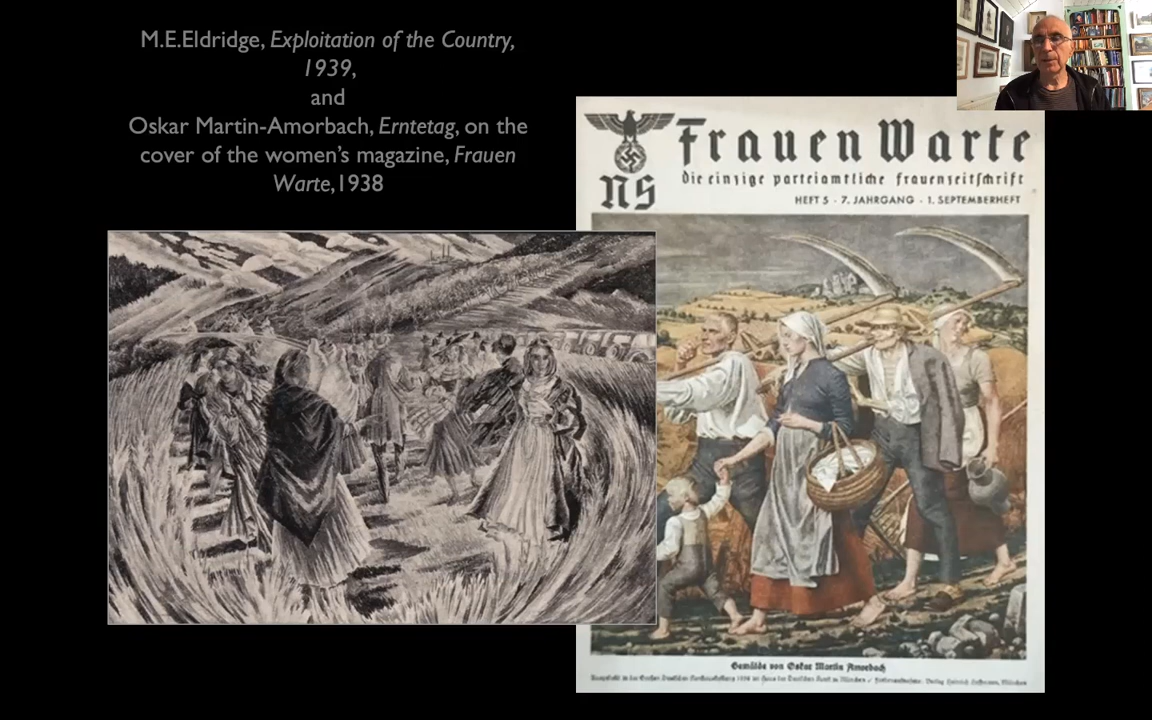 M.E.Eldridge, Exploitation of the Country,
1939,
and
Oskar Martin-Amorbach, Erntetag, on the
cover of the women’s magazine, Frauen
Warte,1938
Frauen Warte
NS
Die einzige parteiamtliche Frauenzeitschrift
HEFT 5 · 7. JAHRGANG · 1. SEPTEMBERHEFT
Gemälde von Oskar Martin Amorbach